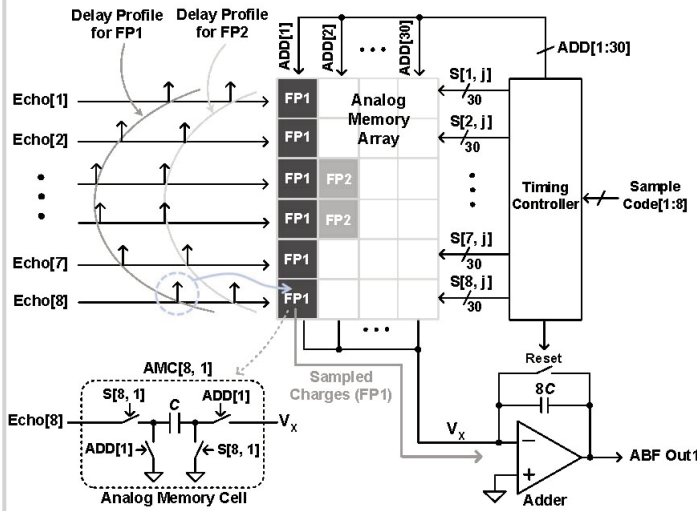 Delay Profile
for FP1
Delay Profile
for FP2
ADD[1]
ADD[2]
ADD[30]
ADD[1:30]
Echo[1]
Echo[2]
Echo[7]
Echo[8]
FP1
FP1
FP1
FP2
FP1
FP2
FP1
FP1
Analog
Memory
Array
S[1, j]
30
S[2, j]
30
S[7, j]
30
S[8, j]
30
Timing
Controller
Sample
Code[1:8]
AMC[8, 1]
S[8, 1]
C
ADD[1]
Echo[8]
VX
ADD[1]
S[8, 1]
Analog Memory Cell
Sampled
Charges (FP1)
Reset
8C
VX
−
+
ABF Out1
Adder